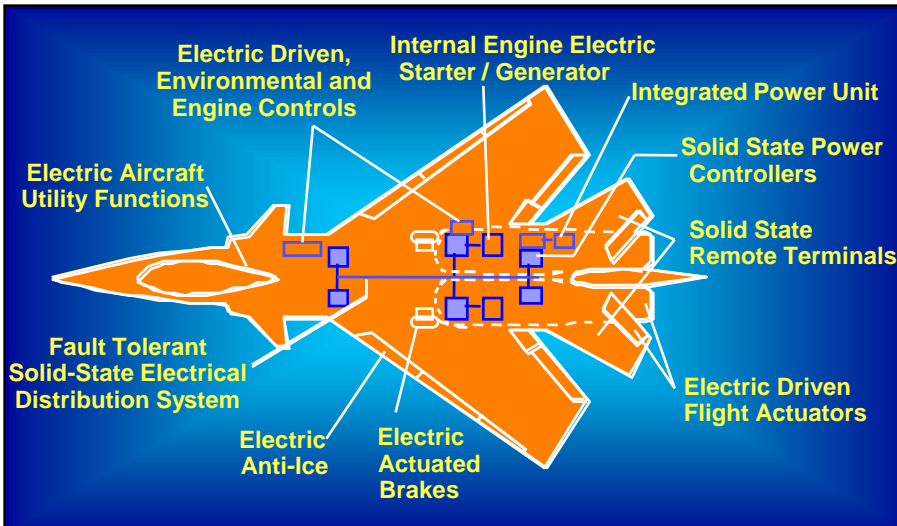 Electric Driven,
Environmental and
Engine Controls
Internal Engine Electric
Starter / Generator
Integrated Power Unit
Solid State Power
Controllers
Electric Aircraft
Utility Functions
Solid State
Remote Terminals
Fault Tolerant
Solid-State Electrical
Distribution System
Electric
Anti-Ice
Electric
Actuated
Brakes
Electric Driven
Flight Actuators